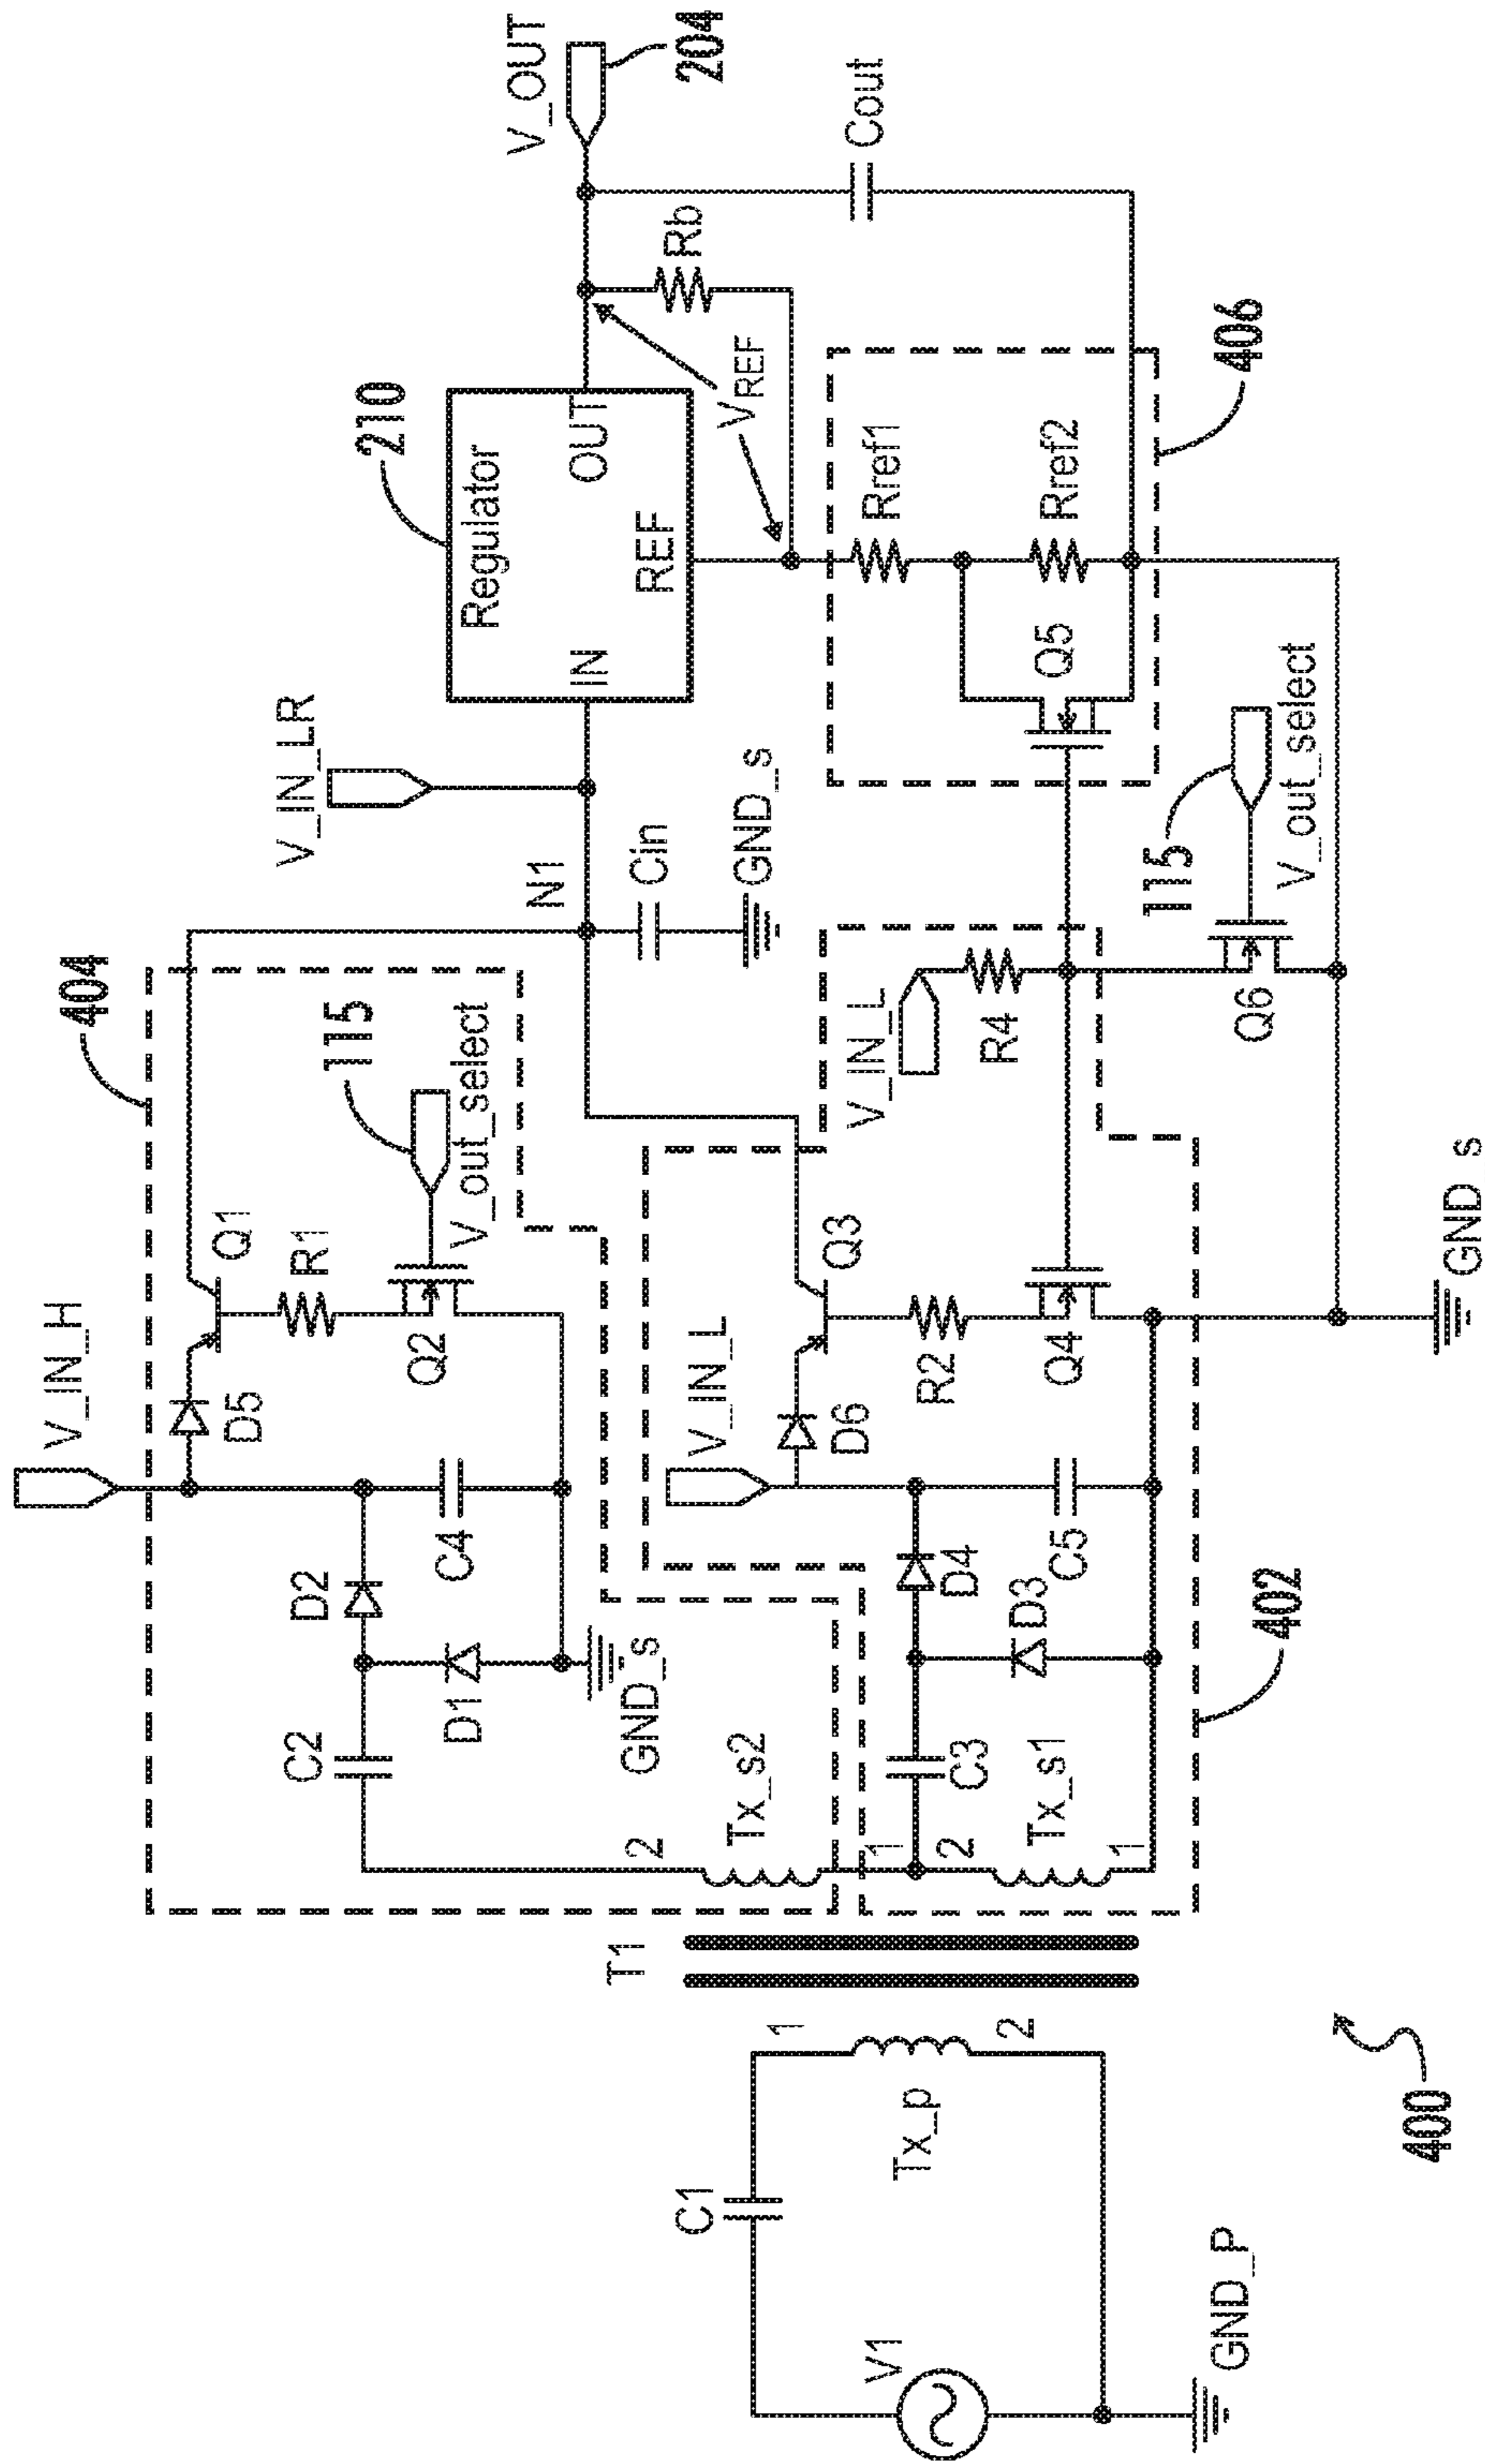 V_IN_H
404
D5
Q1
R1
115
V_out_select
Q2
D2
C4
C2
D1
GND_s
2
Tx_s2
1
V_IN_LR
N1
Cin
GND_s
210
Regulator
IN
OUT
REF
V_OUT
204
Rb
Cout
VREF
Rref1
Rref2
Q5
406
V_IN_L
D6
Q3
R2
Q4
V_IN_L
R4
Q6
115
V_out_select
D4
C5
D3
C3
2
Tx_s1
1
402
GND_s
T1
C1
1
2
Tx_p
V1
GND_P
400